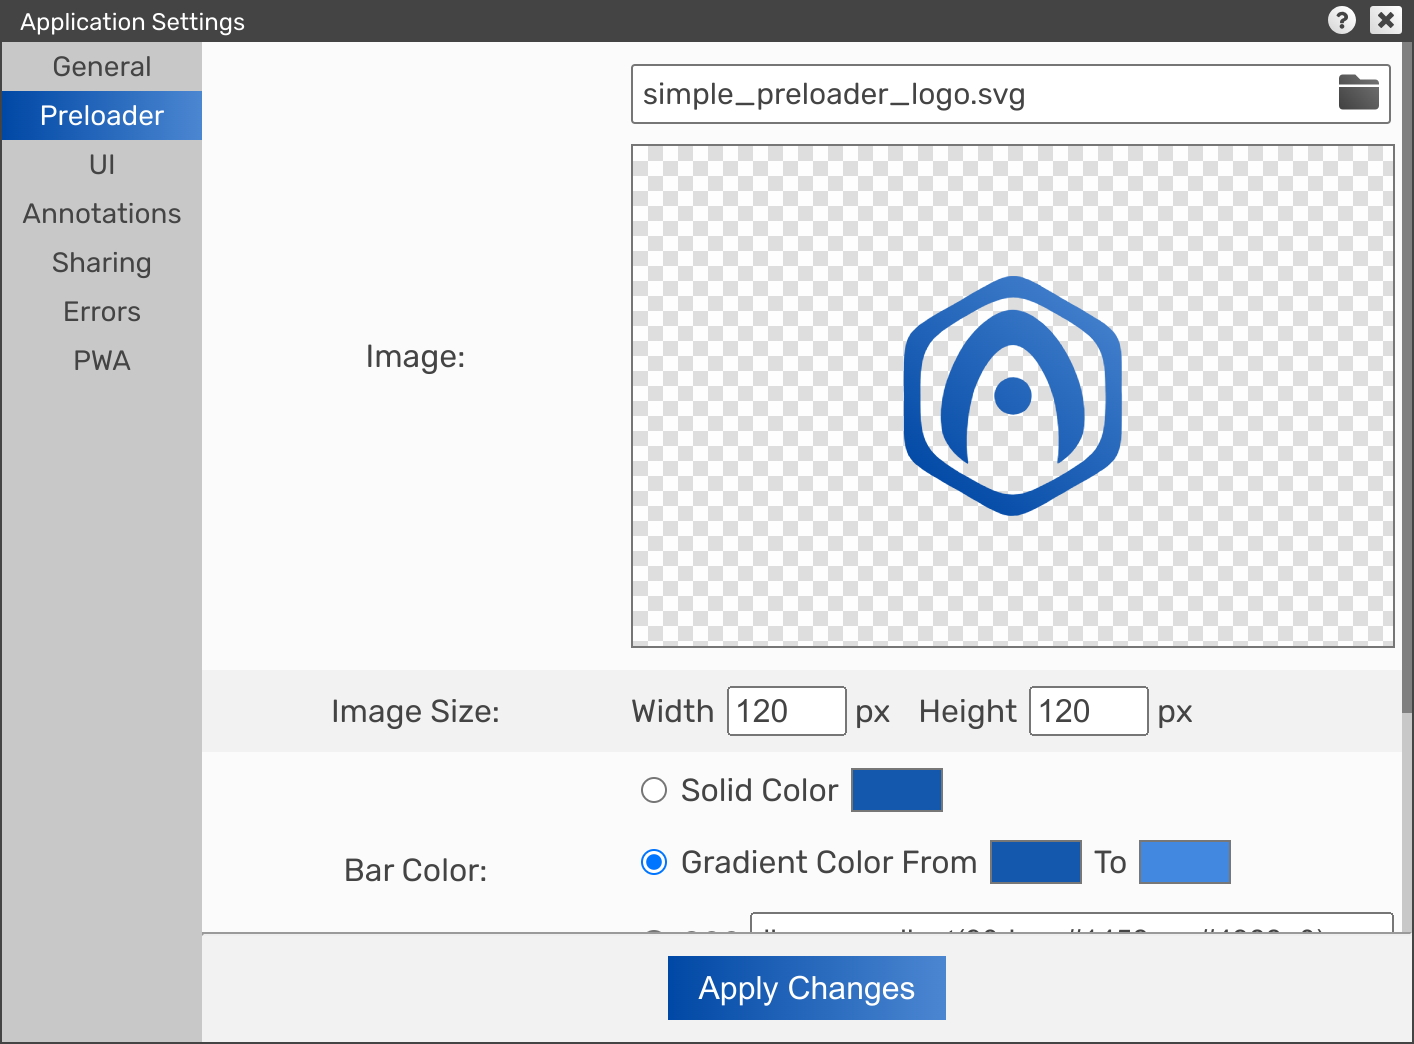 Application Settings
?
General
Preloader
UI
Annotations
Sharing
Errors
PWA
simple_preloader_logo.svg
Image:
Image Size:
Width 120 px Height 120 px
Bar Color:
Solid Color
Gradient Color From To
Apply Changes